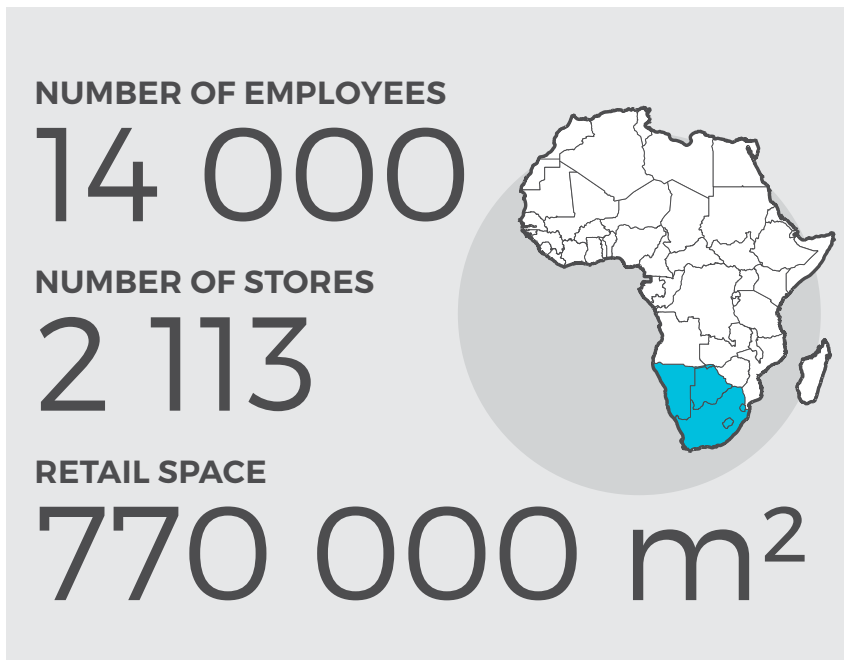 NUMBER OF EMPLOYEES
14 000
NUMBER OF STORES
2 113
RETAIL SPACE
770 000 m²